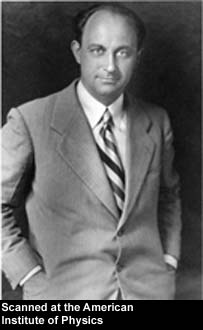 Scanned at the American
Institute of Physics